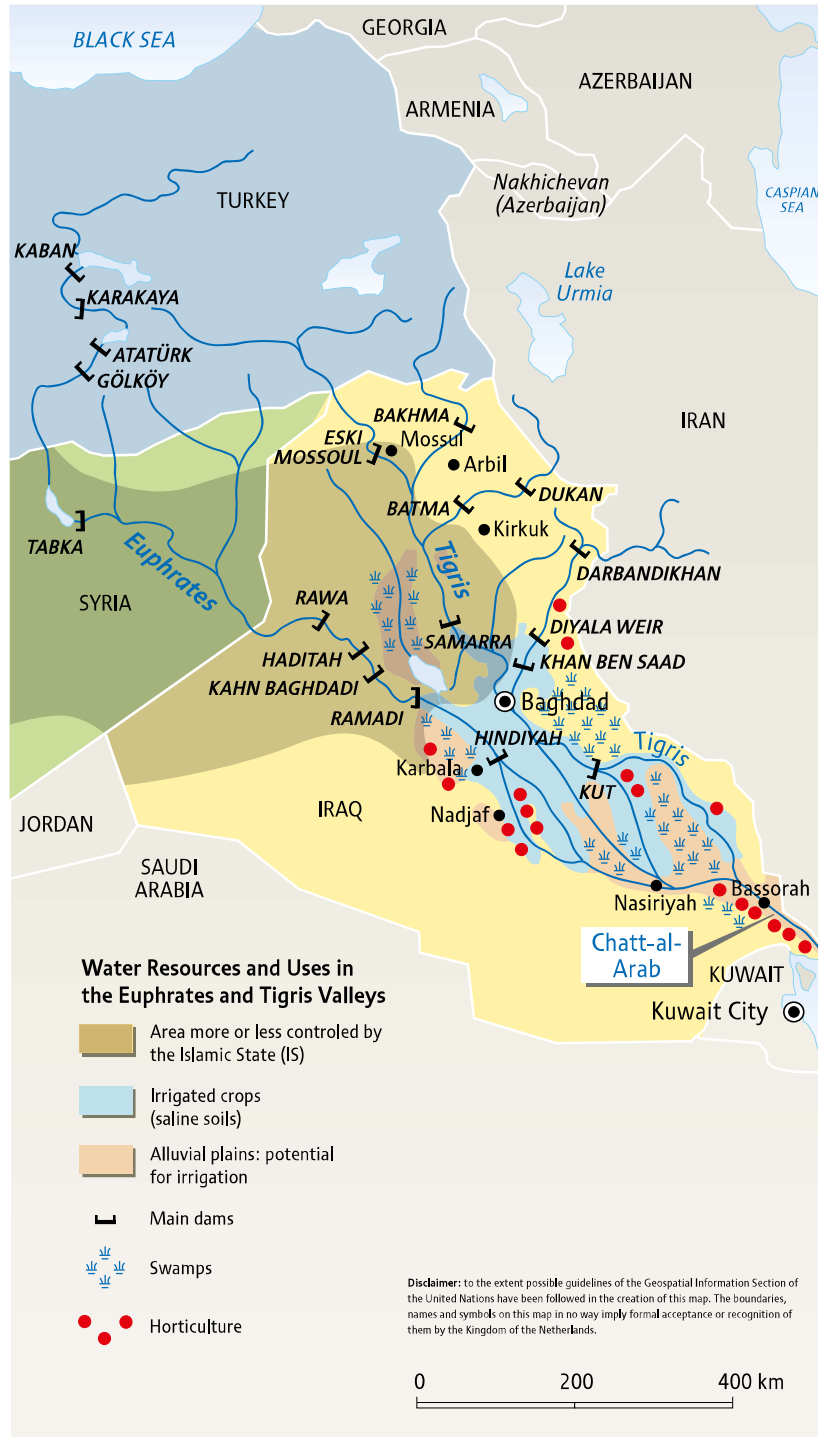 BLACK SEA
GEORGIA
AZERBAIJAN
ARMENIA
Nakhichevan
(Azerbaijan)
CASPIAN
SEA
TURKEY
KABAN
KARAKAYA
Lake
Urmia
ATATÜRK
GÖLKÖY
IRAN
BAKHMA
ESKI
MOSSOUL
Mossul
Arbil
DUKAN
BATMA
Kirkuk
TABKA
Euphrates
Tigris
DARBANDIKHAN
SYRIA
RAWA
DIYALA WEIR
SAMARRA
HADITAH
KHAN BEN SAAD
KAHN BAGHDADI
Baghdad
RAMADI
HINDIYAH
Tigris
Karbala
KUT
IRAQ
Nadjaf
JORDAN
SAUDI
ARABIA
Nasiriyah
Bassorah
Chatt-al-
Arab
KUWAIT
Kuwait City
Water Resources and Uses in
the Euphrates and Tigris Valleys
Area more or less controled by
the Islamic State (IS)
Irrigated crops
(saline soils)
Alluvial plains: potential
for irrigation
Main dams
Swamps
Horticulture
Disclaimer: to the extent possible guidelines of the Geospatial Information Section of
the United Nations have been followed in the creation of this map. The boundaries,
names and symbols on this map in no way imply formal acceptance or recognition of
them by the Kingdom of the Netherlands.
0 200 400 km